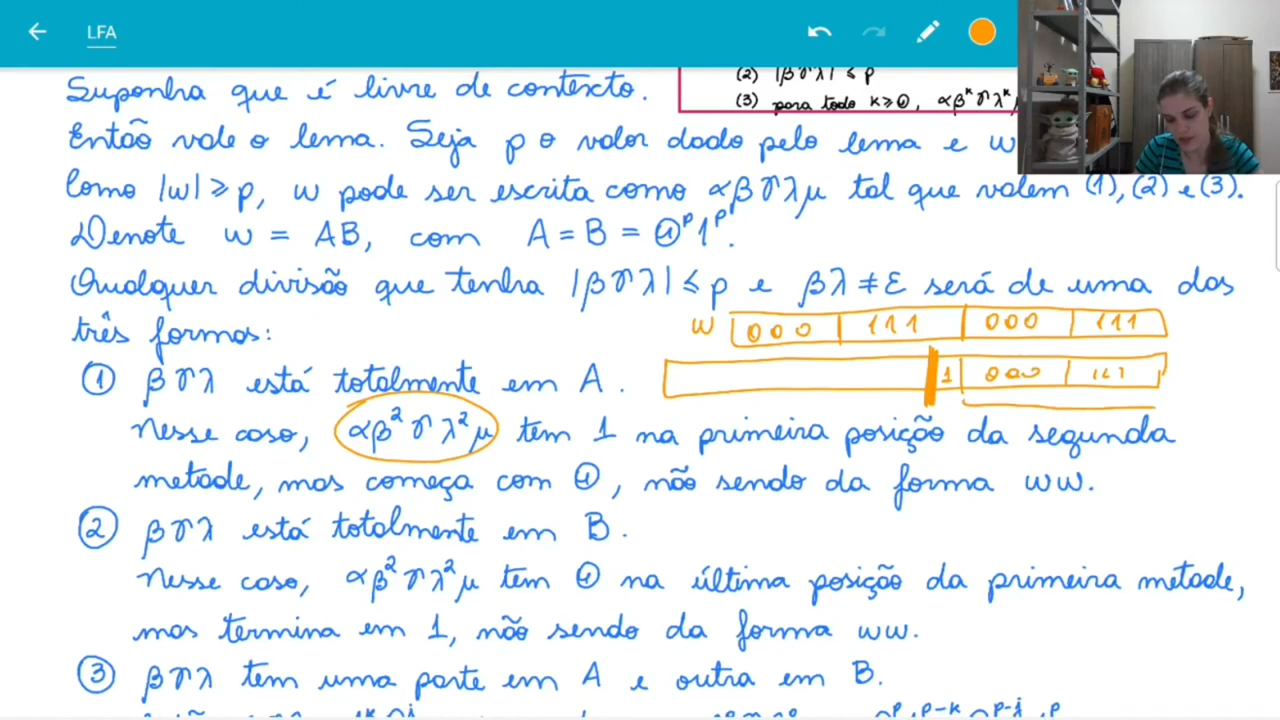 LFA
(2) |βγλ| ≤ p
Suponha que é livre de contexto.
(3) para todo k ≥ 0, αβᵏγλᵏμ
Então vale o lema. Seja p o valor dado pelo lema e w
Como |w| ≥ p, w pode ser escrita como αβγλμ tal que valem (1), (2) e (3).
Denote w = AB, com A = B = 0ᵖ1ᵖ.
Qualquer divisão que tenha |βγλ| ≤ p e βλ ≠ ε será de uma das
três formas:
w 000 111 000 111
① βγλ está totalmente em A.
1 000 111
Nesse caso, αβ²γλ²μ tem 1 na primeira posição da segunda
metade, mas começa com 0, não sendo da forma ww.
② βγλ está totalmente em B.
Nesse caso, αβ²γλ²μ tem 0 na última posição da primeira metade,
mas termina em 1, não sendo da forma ww.
③ βγλ tem uma parte em A e outra em B.